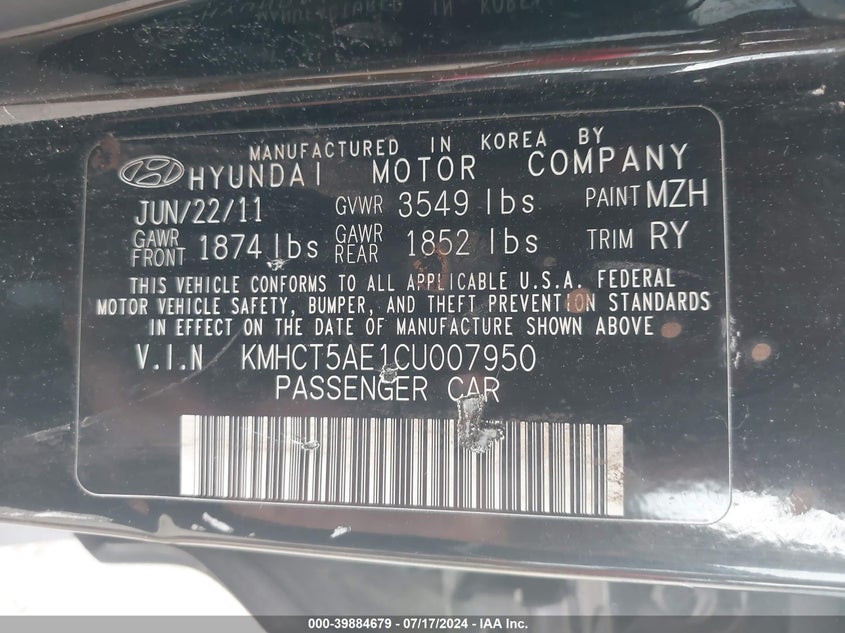 MANUFACTURED IN KOREA BY
HYUNDAI MOTOR COMPANY
JUN/22/11 GVWR 3549 lbs PAINT MZH
GAWR FRONT 1874 lbs GAWR REAR 1852 lbs TRIM RY
THIS VEHICLE CONFORMS TO ALL APPLICABLE U.S.A. FEDERAL
MOTOR VEHICLE SAFETY, BUMPER, AND THEFT PREVENTION STANDARDS
IN EFFECT ON THE DATE OF MANUFACTURE SHOWN ABOVE
V.I.N KMHCT5AE1CU007950
PASSENGER CAR
000-39884679 / 07/17/2024 - IAA Inc.